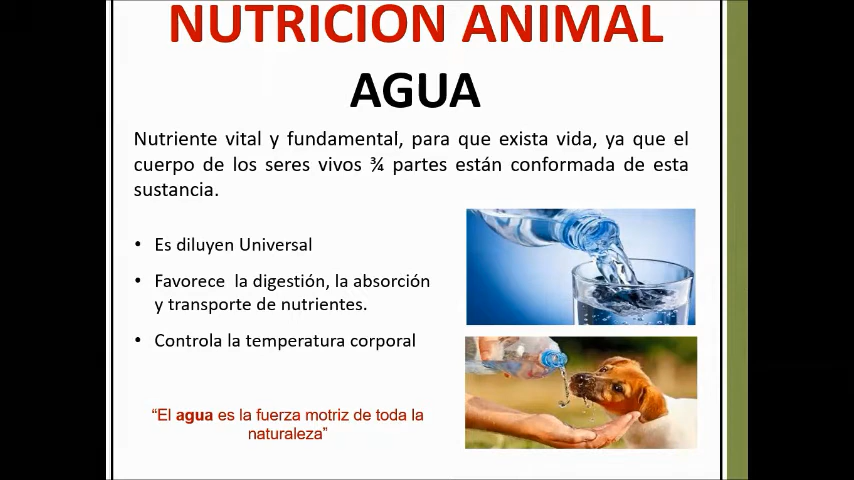 NUTRICION ANIMAL
AGUA
Nutriente vital y fundamental, para que exista vida, ya que el
cuerpo de los seres vivos ¾ partes están conformada de esta
sustancia.
• Es diluyen Universal
• Favorece la digestión, la absorción
y transporte de nutrientes.
• Controla la temperatura corporal
“El agua es la fuerza motriz de toda la
naturaleza”